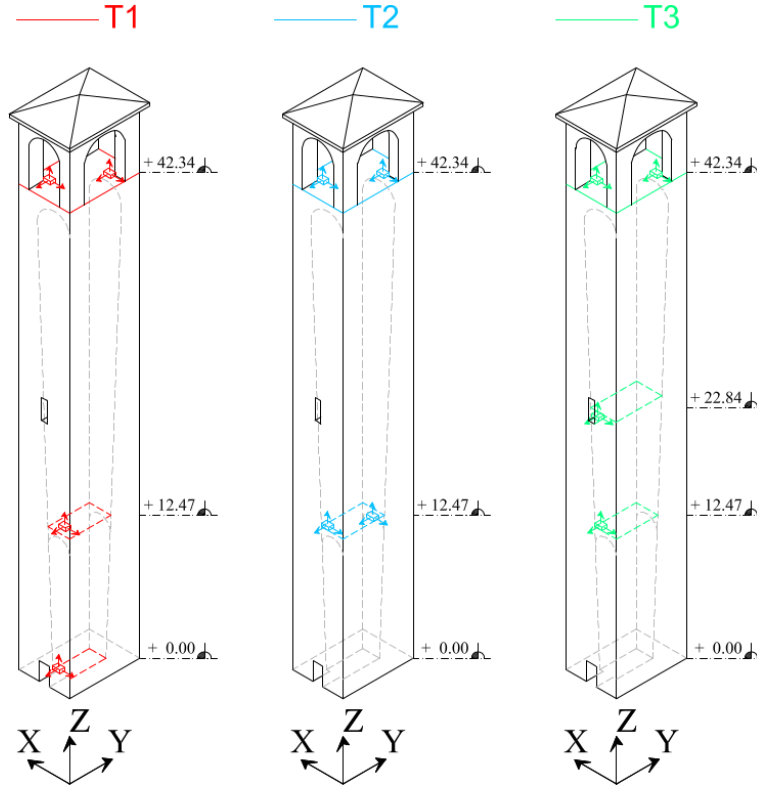 T1 T2 T3
+ 42.34 + 42.34 + 42.34
+ 22.84
+ 12.47 + 12.47 + 12.47
+ 0.00 + 0.00 + 0.00
Z Z Z
X Y X Y X Y